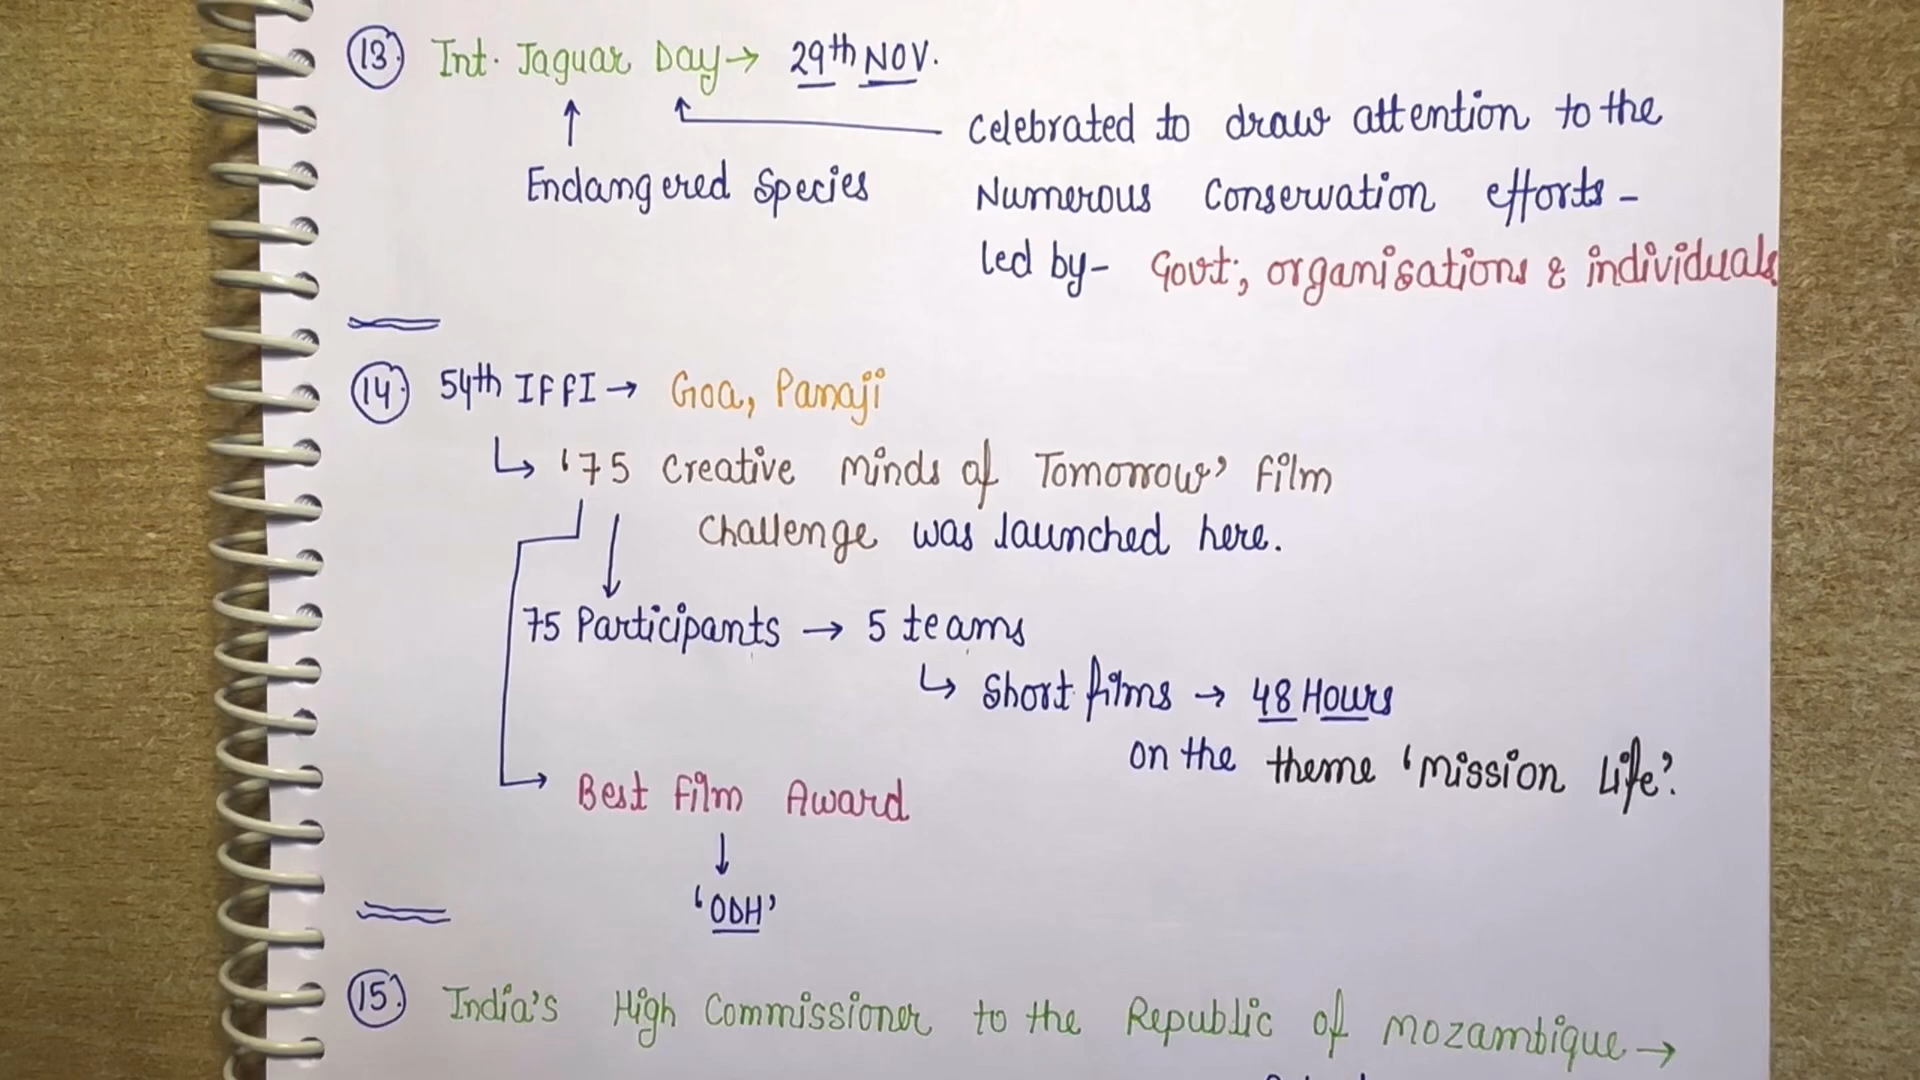 13. Int. Jaguar Day → 29th NOV.
↑
Endangered Species
Celebrated to draw attention to the
Numerous Conservation efforts -
led by- Govt., organisations & individuals
14. 54th IFFI → Goa, Panaji
↳ '75 Creative Minds of Tomorrow' Film
Challenge was launched here.
75 Participants → 5 teams
↳ Short films → 48 Hours
on the theme 'Mission Life'.
Best Film Award
↓
'ODH'
15. India's High Commissioner to the Republic of Mozambique →